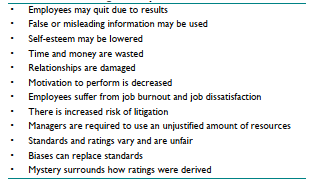 • Employees may quit due to results
• False or misleading information may be used
• Self-esteem may be lowered
• Time and money are wasted
• Relationships are damaged
• Motivation to perform is decreased
• Employees suffer from job burnout and job dissatisfaction
• There is increased risk of litigation
• Managers are required to use an unjustified amount of resources
• Standards and ratings vary and are unfair
• Biases can replace standards
• Mystery surrounds how ratings were derived